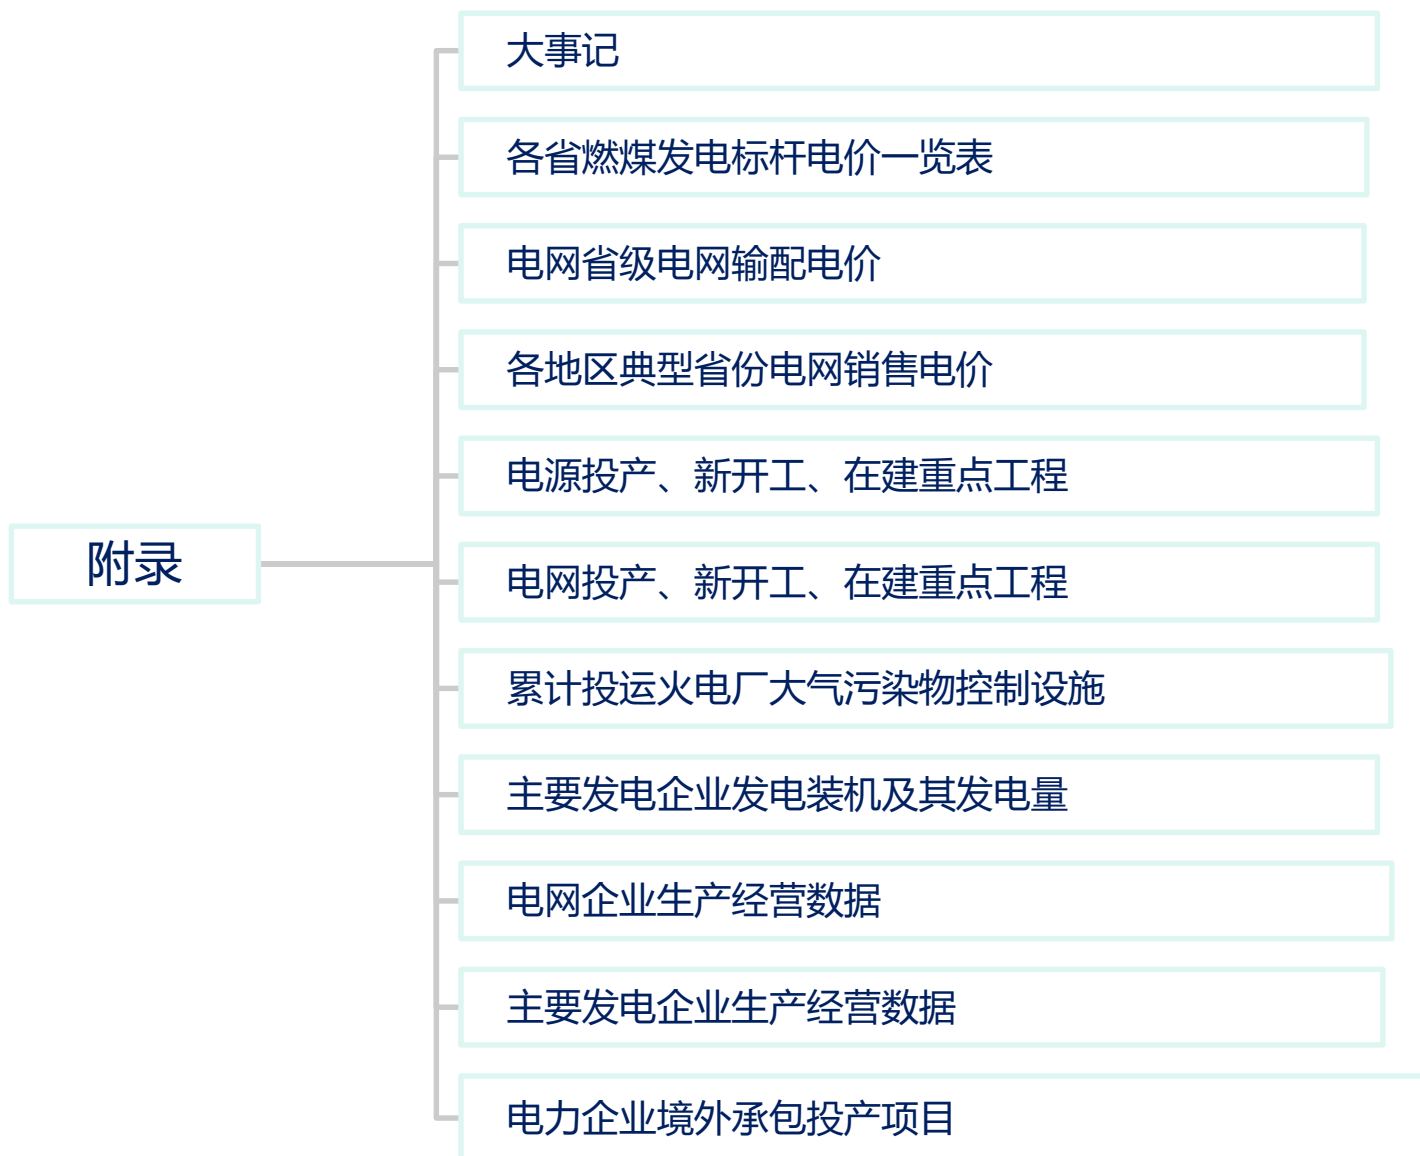 附录
大事记
各省燃煤发电标杆电价一览表
电网省级电网输配电价
各地区典型省份电网销售电价
电源投产、新开工、在建重点工程
电网投产、新开工、在建重点工程
累计投运火电厂大气污染物控制设施
主要发电企业发电装机及其发电量
电网企业生产经营数据
主要发电企业生产经营数据
电力企业境外承包投产项目